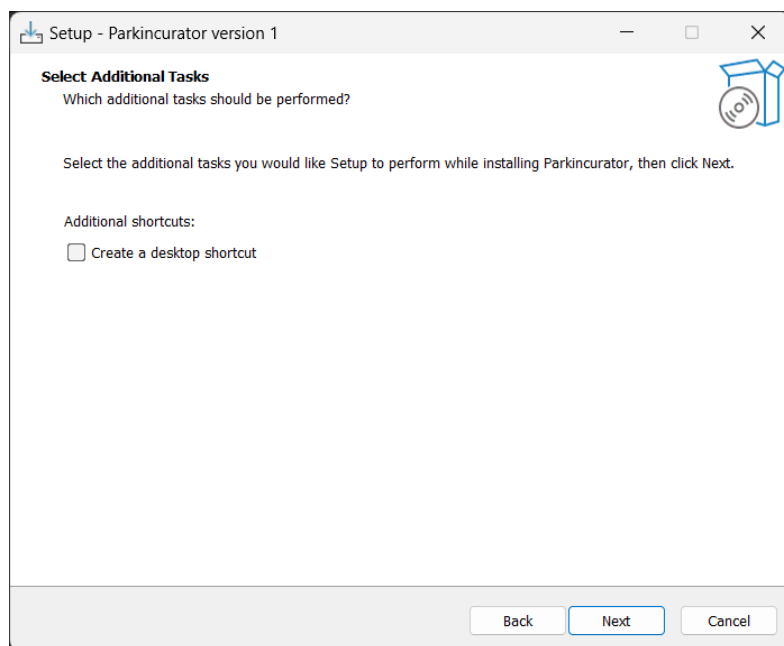 Setup - Parkincurator version 1
Select Additional Tasks
Which additional tasks should be performed?
Select the additional tasks you would like Setup to perform while installing Parkincurator, then click Next.
Additional shortcuts:
Create a desktop shortcut
Back Next Cancel